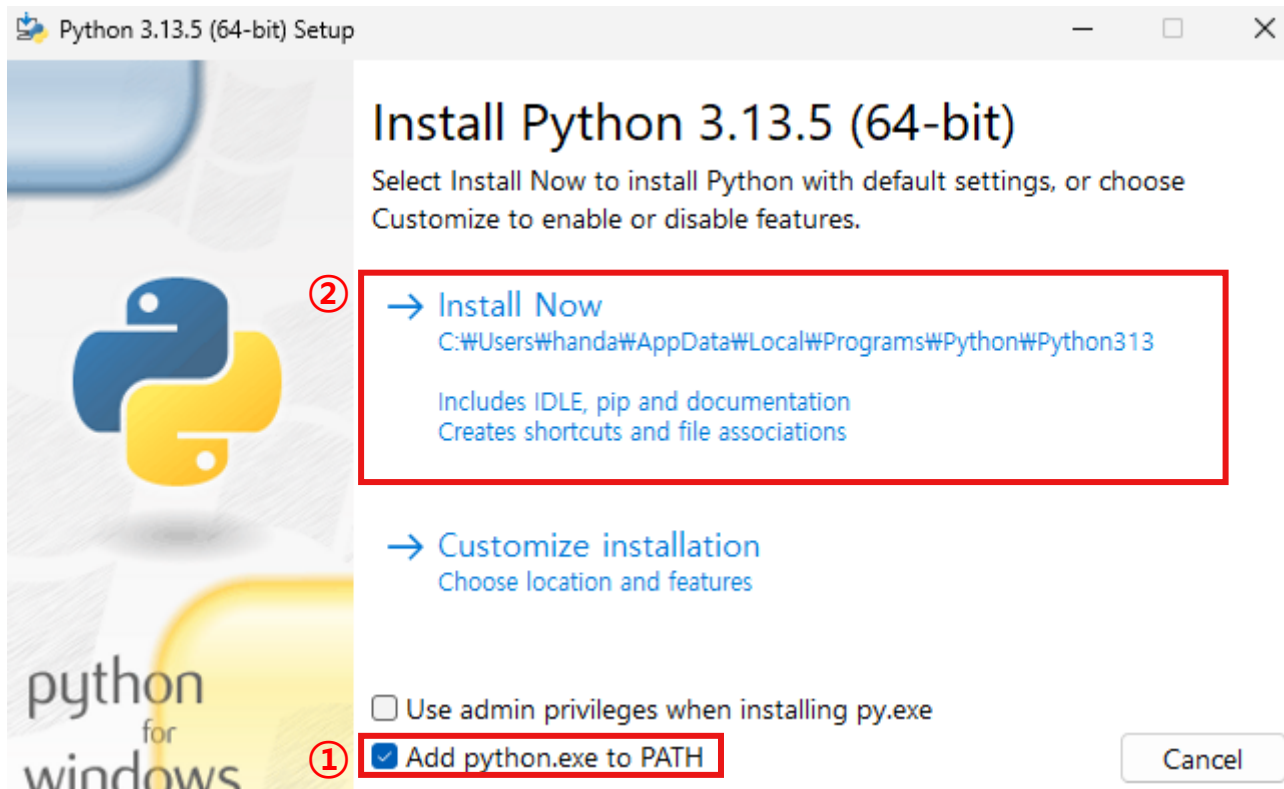 Python 3.13.5 (64-bit) Setup
Install Python 3.13.5 (64-bit)
Select Install Now to install Python with default settings, or choose
Customize to enable or disable features.
②
Install Now
C:₩Users₩handa₩AppData₩Local₩Programs₩Python₩Python313
Includes IDLE, pip and documentation
Creates shortcuts and file associations
Customize installation
Choose location and features
python
for
windows
Use admin privileges when installing py.exe
①
Add python.exe to PATH
Cancel